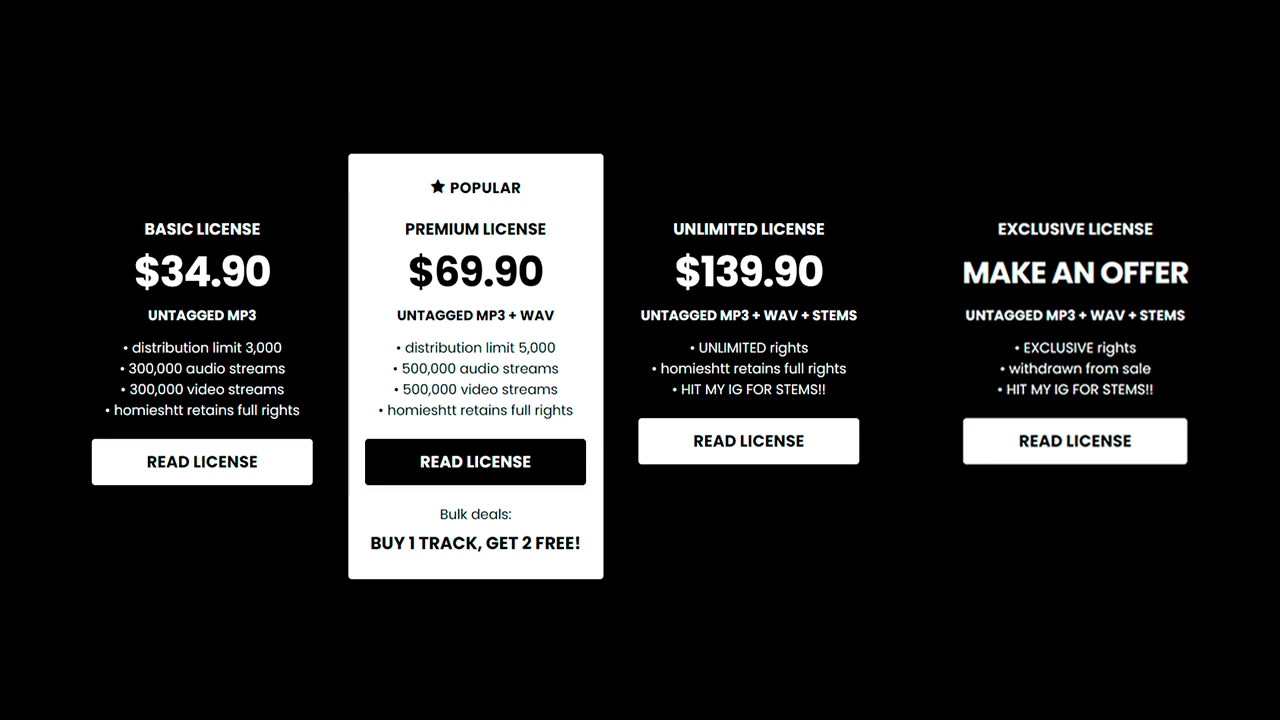 BASIC LICENSE
$34.90
UNTAGGED MP3
• distribution limit 3,000
• 300,000 audio streams
• 300,000 video streams
• homieshtt retains full rights
READ LICENSE
★ POPULAR
PREMIUM LICENSE
$69.90
UNTAGGED MP3 + WAV
• distribution limit 5,000
• 500,000 audio streams
• 500,000 video streams
• homieshtt retains full rights
READ LICENSE
Bulk deals:
BUY 1 TRACK, GET 2 FREE!
UNLIMITED LICENSE
$139.90
UNTAGGED MP3 + WAV + STEMS
• UNLIMITED rights
• homieshtt retains full rights
• HIT MY IG FOR STEMS!!
READ LICENSE
EXCLUSIVE LICENSE
MAKE AN OFFER
UNTAGGED MP3 + WAV + STEMS
• EXCLUSIVE rights
• withdrawn from sale
• HIT MY IG FOR STEMS!!
READ LICENSE